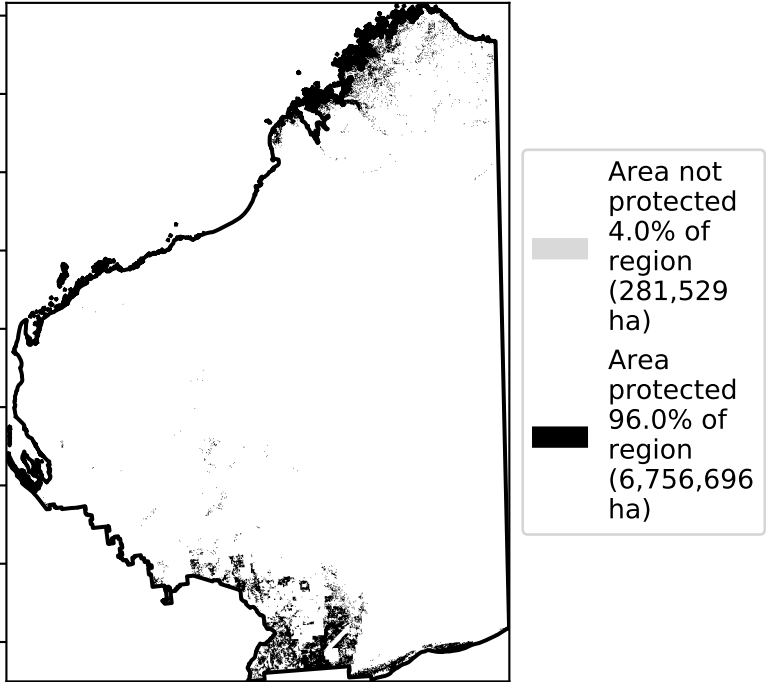 Area not
protected
4.0% of
region
(281,529
ha)
Area
protected
96.0% of
region
(6,756,696
ha)